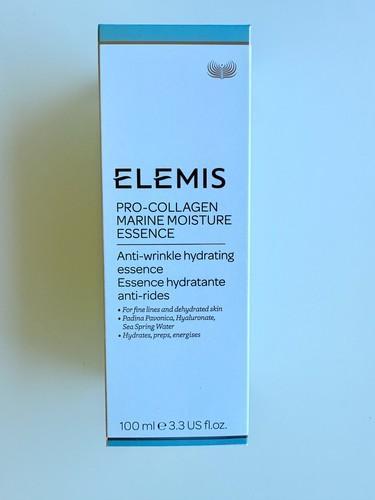 ELEMIS
PRO-COLLAGEN
MARINE MOISTURE
ESSENCE
Anti-wrinkle hydrating
essence
Essence hydratante
anti-rides
• For fine lines and dehydrated skin
• Padina Pavonica, Hyaluronate,
Sea Spring Water
• Hydrates, preps, energises
100 ml ℮ 3.3 US fl.oz.